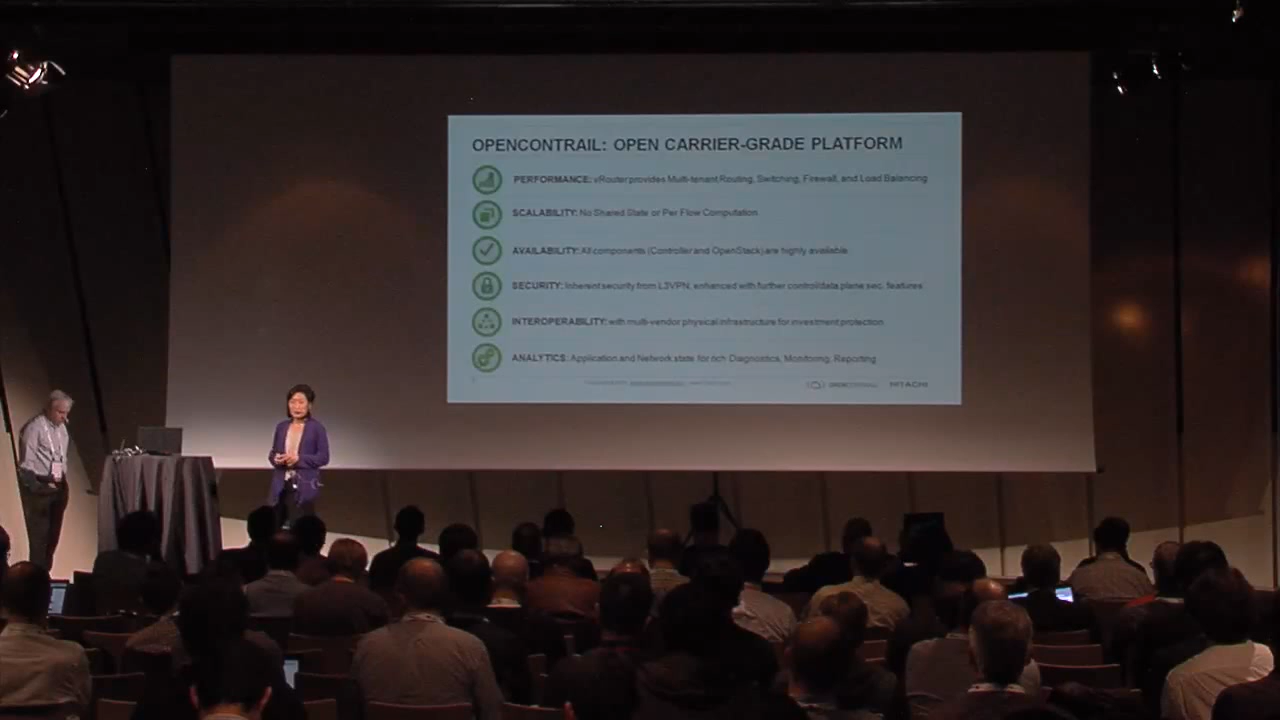 OPENCONTRAIL: OPEN CARRIER-GRADE PLATFORM
PERFORMANCE: vRouter provides Multi-tenant Routing, Switching, Firewall, and Load Balancing
SCALABILITY: No Shared State or Per Flow Computation
AVAILABILITY: All components (Controller and OpenStack) are highly available
SECURITY: Inherent security from L3VPN, enhanced with further control/data plane sec. features
INTEROPERABILITY: with multi-vendor physical infrastructure for investment protection
ANALYTICS: Application and Network state for rich Diagnostics, Monitoring, Reporting
OPENCONTRAIL HITACHI